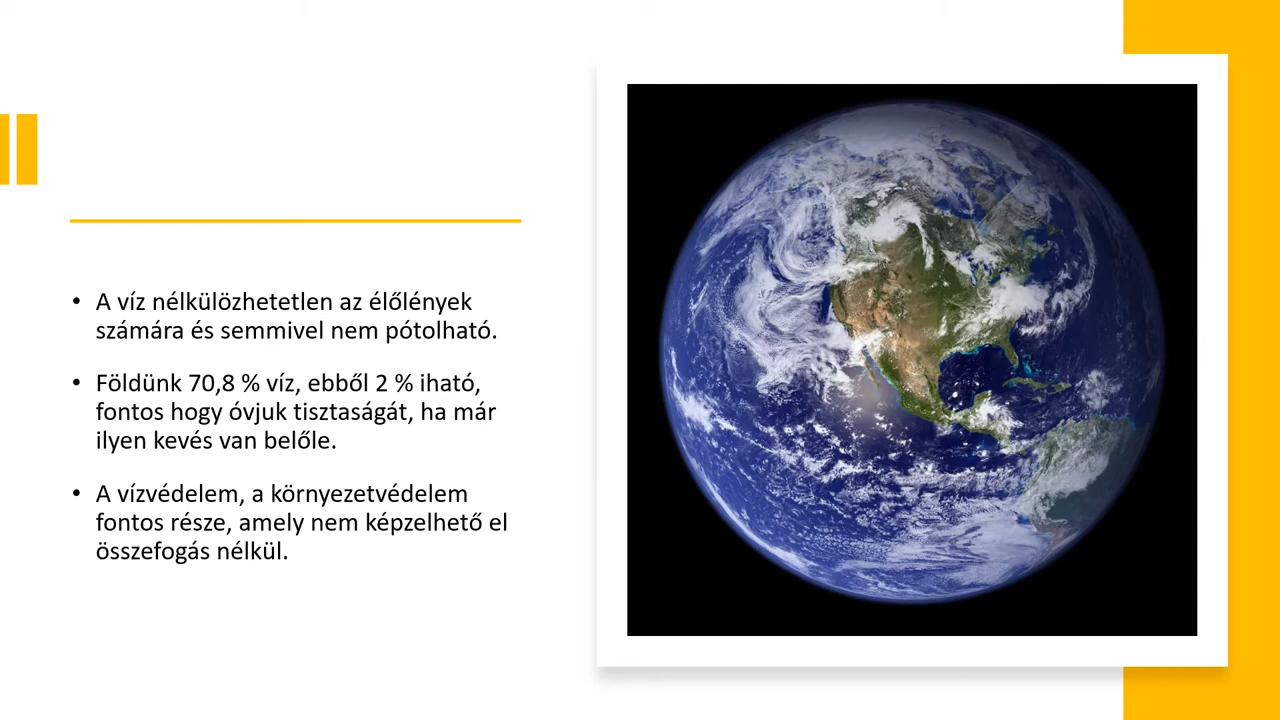 • A víz nélkülözhetetlen az élőlények
számára és semmivel nem pótolható.
• Földünk 70,8 % víz, ebből 2 % iható,
fontos hogy óvjuk tisztaságát, ha már
ilyen kevés van belőle.
• A vízvédelem, a környezetvédelem
fontos része, amely nem képzelhető el
összefogás nélkül.